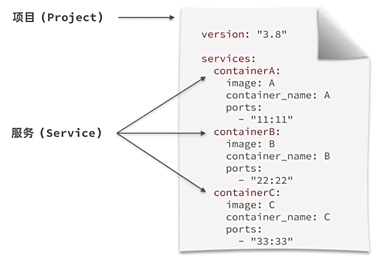 项目 (Project)
version: "3.8"
services:
containerA:
image: A
container_name: A
ports:
- "11:11"
服务 (Service)
containerB:
image: B
container_name: B
ports:
- "22:22"
containerC:
image: C
container_name: C
ports:
- "33:33"